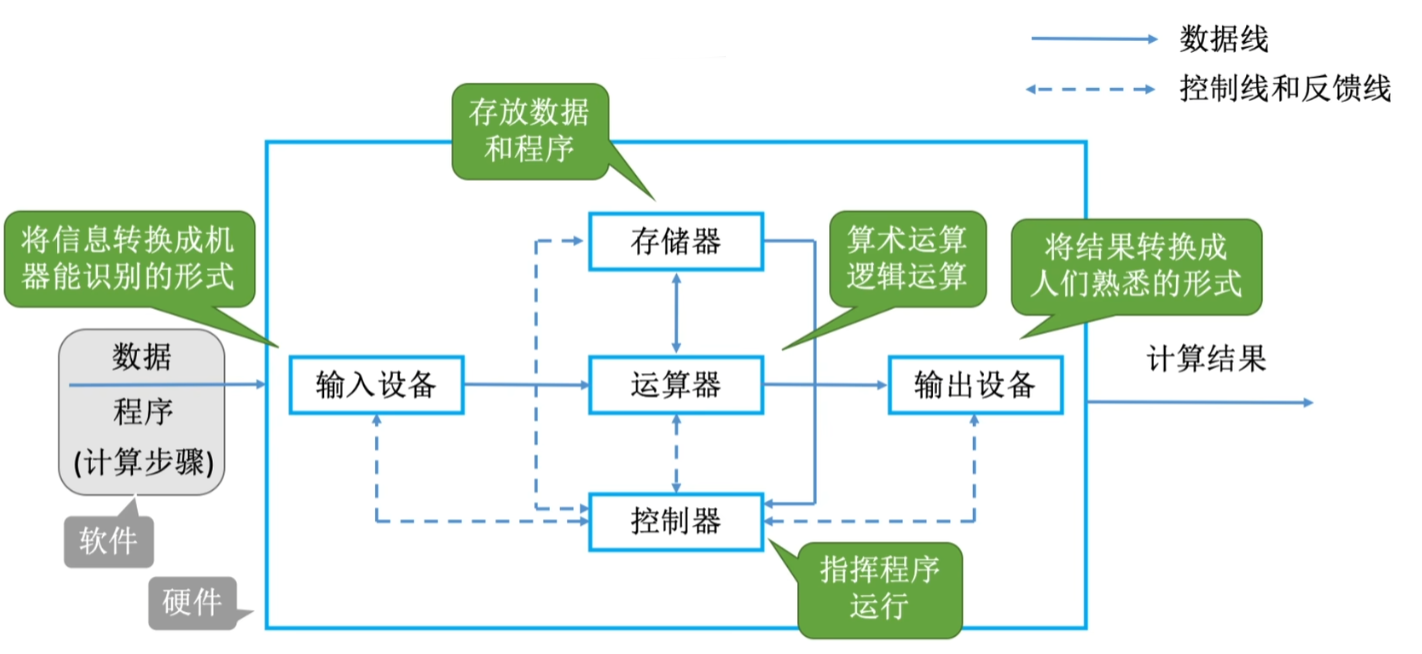 数据线
控制线和反馈线
存放数据
和程序
将信息转换成机
器能识别的形式
存储器
算术运算
逻辑运算
将结果转换成
人们熟悉的形式
数据
程序
(计算步骤)
输入设备
运算器
输出设备
计算结果
控制器
软件
硬件
指挥程序
运行